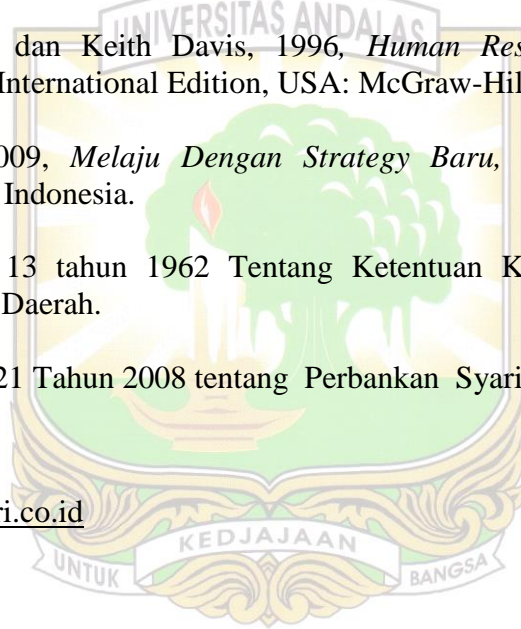 UNIVERSITAS ANDALAS
dan Keith Davis, 1996, Human Res
International Edition, USA: McGraw-Hil
009, Melaju Dengan Strategy Baru,
Indonesia.
13 tahun 1962 Tentang Ketentuan K
Daerah.
21 Tahun 2008 tentang Perbankan Syari
ri.co.id
KEDJAJAAN
UNTUK
BANGSA